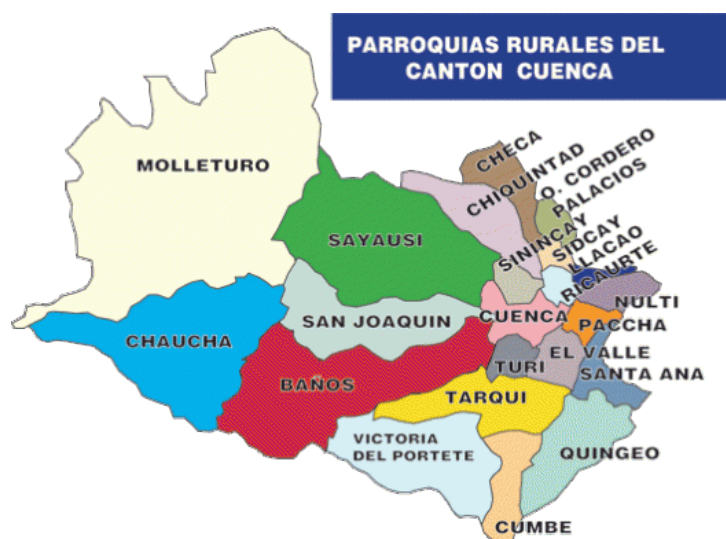 PARROQUIAS RURALES DEL
CANTON CUENCA
MOLLETURO
CHECA
CHIQUINTAD
O. CORDERO
PALACIOS
SAYAUSI
SININCAY
SIDCAY
LLACAO
RICAURTE
NULTI
SAN JOAQUIN
CUENCA
PACCHA
CHAUCHA
EL VALLE
TURI
SANTA ANA
BAÑOS
TARQUI
VICTORIA
DEL PORTETE
QUINGEO
CUMBE